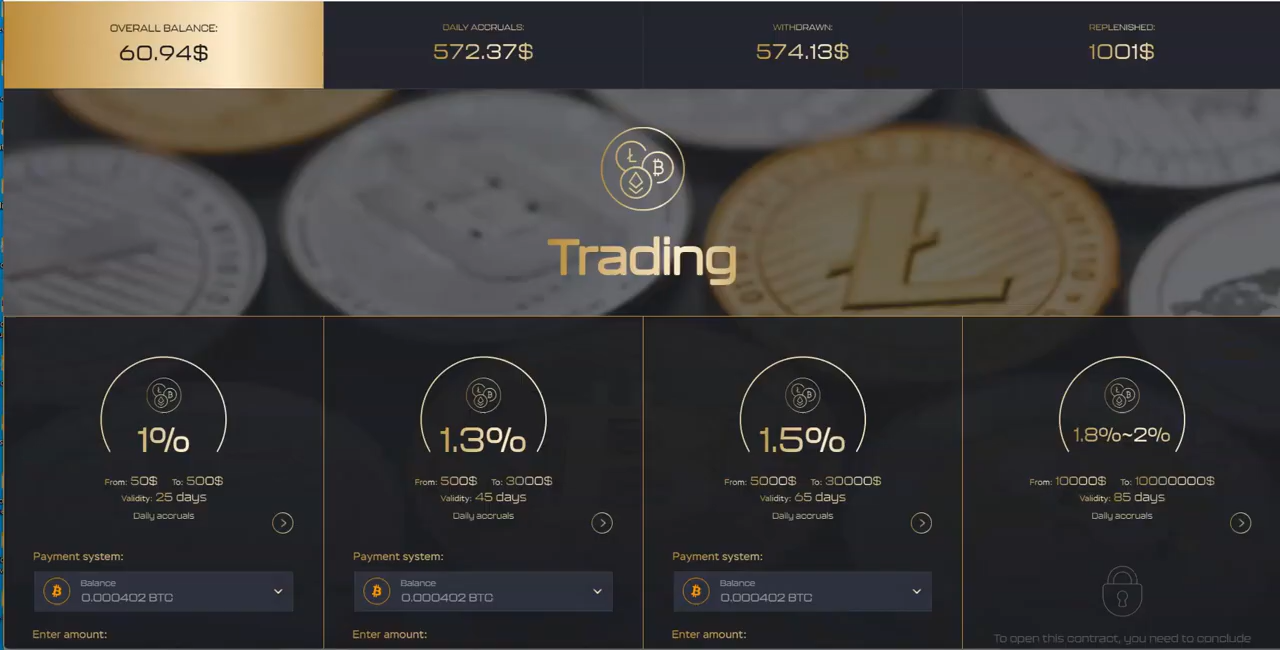 OVERALL BALANCE: DAILY ACCRUALS: WITHDRAWN: REPLENISHED:
60.94$ 572.37$ 574.13$ 1001$
Trading
1% 1.3% 1.5% 1.8%~2%
From: 50$ To: 500$ From: 500$ To: 3000$ From: 5000$ To: 30000$ From: 10000$ To: 10000000$
Validity: 25 days Validity: 45 days Validity: 65 days Validity: 85 days
Daily accruals Daily accruals Daily accruals Daily accruals
Payment system: Payment system: Payment system:
Balance Balance Balance
0.000402 BTC 0.000402 BTC 0.000402 BTC
Enter amount: Enter amount: Enter amount: To open this contract, you need to conclude